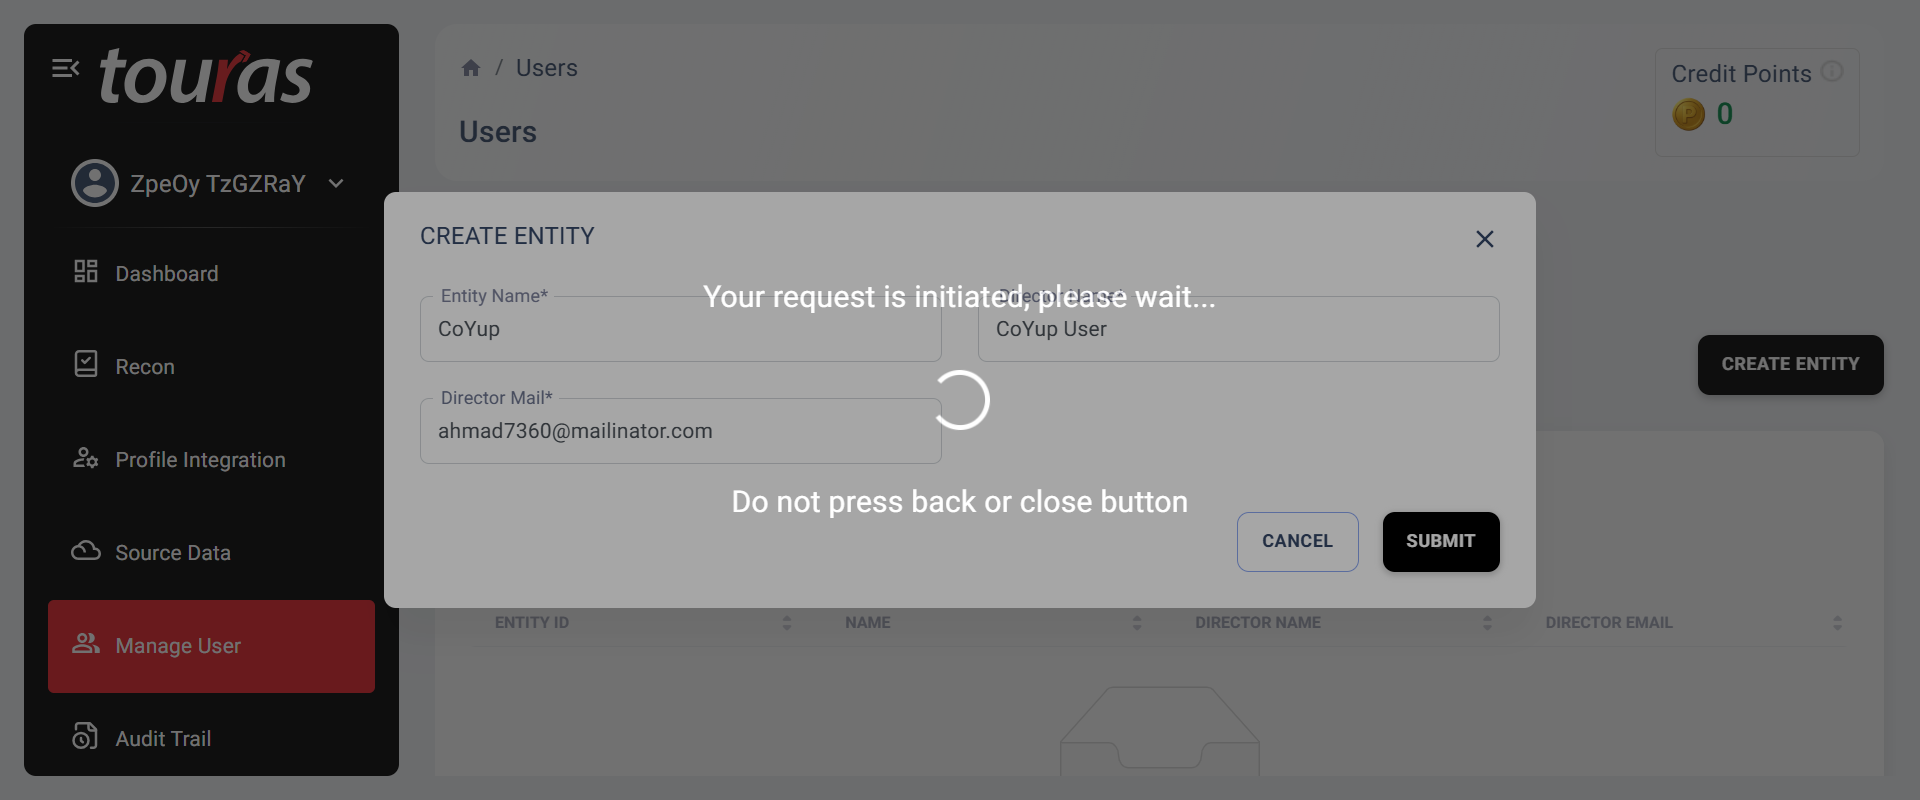 touras
ZpeOy TzGZRaY
Dashboard
Recon
Profile Integration
Source Data
Manage User
Audit Trail
/ Users
Users
Credit Points
0
CREATE ENTITY
Your request is initiated, please wait...
Entity Name*
CoYup
Director Name*
CoYup User
Director Mail*
ahmad7360@mailinator.com
Do not press back or close button
CANCEL
SUBMIT
CREATE ENTITY
ENTITY ID
NAME
DIRECTOR NAME
DIRECTOR EMAIL